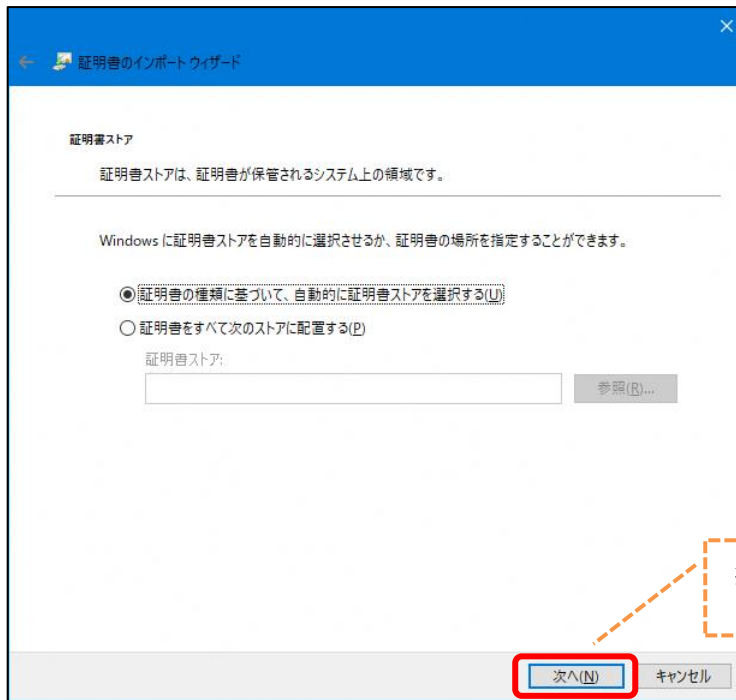 証明書のインポート ウィザード
証明書ストア
証明書ストアは、証明書が保管されるシステム上の領域です。
Windows に証明書ストアを自動的に選択させるか、証明書の場所を指定することができます。
証明書の種類に基づいて、自動的に証明書ストアを選択する(U)
証明書をすべて次のストアに配置する(P)
証明書ストア:
参照(R)...
次へ(N) キャンセル